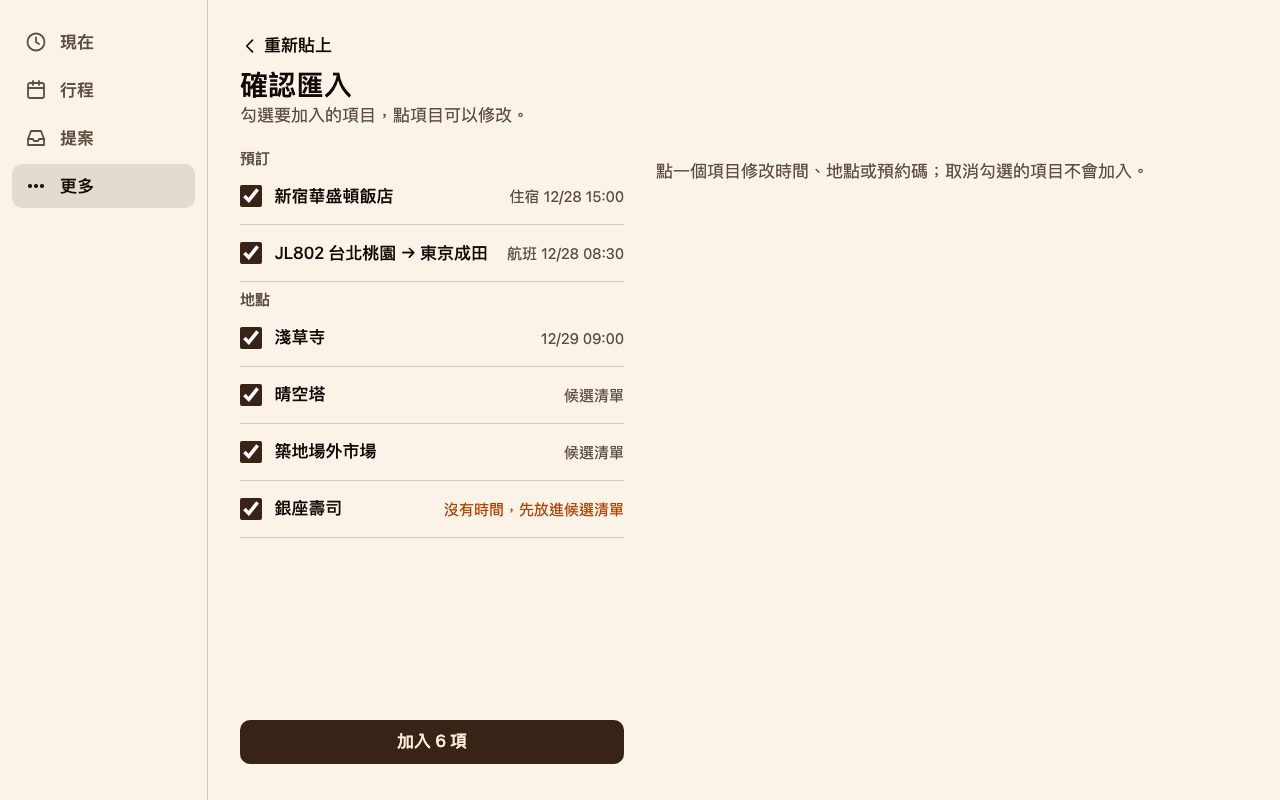 現在
行程
提案
更多
重新貼上
確認匯入
勾選要加入的項目，點項目可以修改。
預訂
新宿華盛頓飯店 住宿 12/28 15:00
JL802 台北桃園 → 東京成田 航班 12/28 08:30
地點
淺草寺 12/29 09:00
晴空塔 候選清單
築地場外市場 候選清單
銀座壽司 沒有時間，先放進候選清單
加入 6 項
點一個項目修改時間、地點或預約碼；取消勾選的項目不會加入。